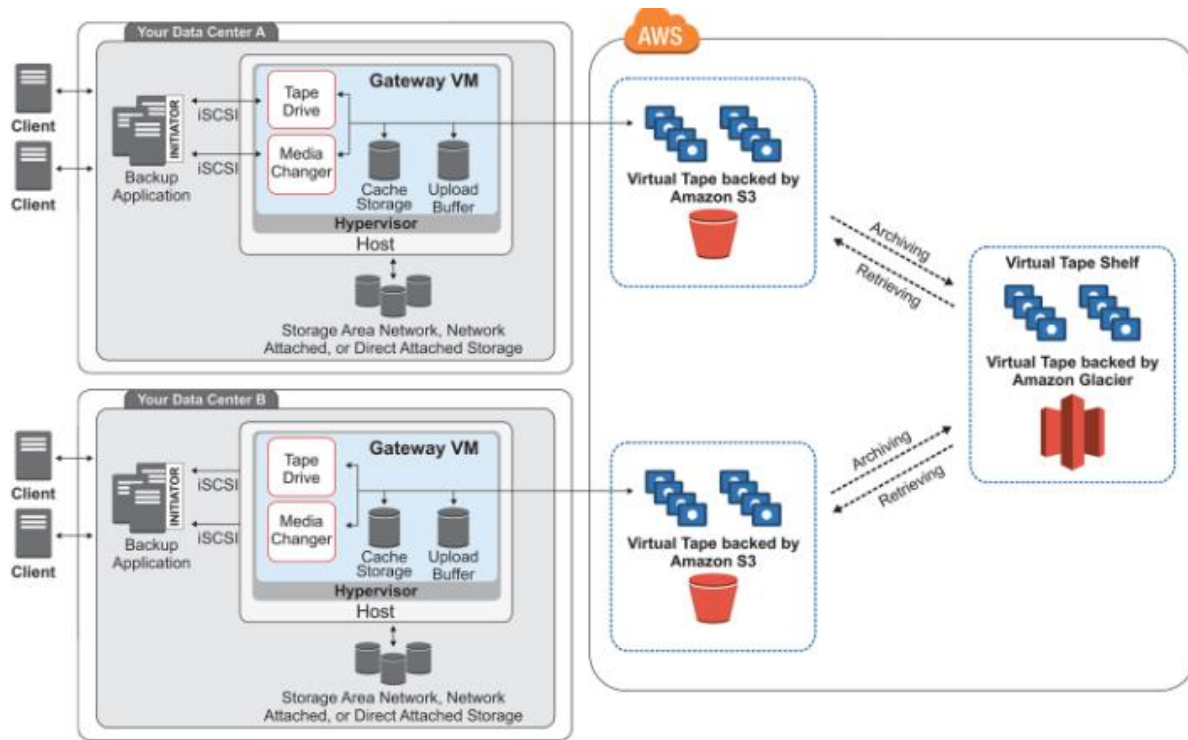 Your Data Center A
Client
Client
INITIATOR
Backup
Application
iSCSI
iSCSI
Gateway VM
Tape
Drive
Media
Changer
Cache
Storage
Upload
Buffer
Hypervisor
Host
Storage Area Network, Network
Attached, or Direct Attached Storage
AWS
Virtual Tape backed by
Amazon S3
Archiving
Retrieving
Virtual Tape Shelf
Virtual Tape backed by
Amazon Glacier
Your Data Center B
Client
Client
INITIATOR
Backup
Application
iSCSI
iSCSI
Gateway VM
Tape
Drive
Media
Changer
Cache
Storage
Upload
Buffer
Hypervisor
Host
Storage Area Network, Network
Attached, or Direct Attached Storage
Virtual Tape backed by
Amazon S3
Archiving
Retrieving